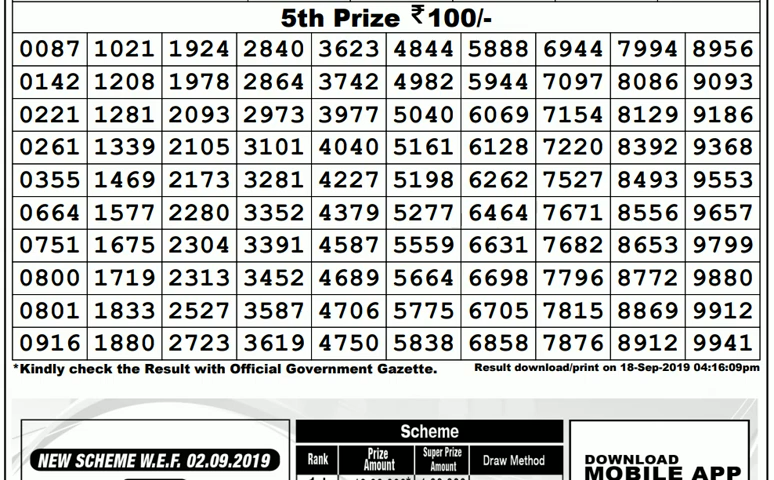 5th Prize ₹100/-
0087 1021 1924 2840 3623 4844 5888 6944 7994 8956
0142 1208 1978 2864 3742 4982 5944 7097 8086 9093
0221 1281 2093 2973 3977 5040 6069 7154 8129 9186
0261 1339 2105 3101 4040 5161 6128 7220 8392 9368
0355 1469 2173 3281 4227 5198 6262 7527 8493 9553
0664 1577 2280 3352 4379 5277 6464 7671 8556 9657
0751 1675 2304 3391 4587 5559 6631 7682 8653 9799
0800 1719 2313 3452 4689 5664 6698 7796 8772 9880
0801 1833 2527 3587 4706 5775 6705 7815 8869 9912
0916 1880 2723 3619 4750 5838 6858 7876 8912 9941
*Kindly check the Result with Official Government Gazette. Result download/print on 18-Sep-2019 04:16:09pm
Scheme
NEW SCHEME W.E.F. 02.09.2019
Rank Prize Amount Super Prize Amount Draw Method
DOWNLOAD
MOBILE APP